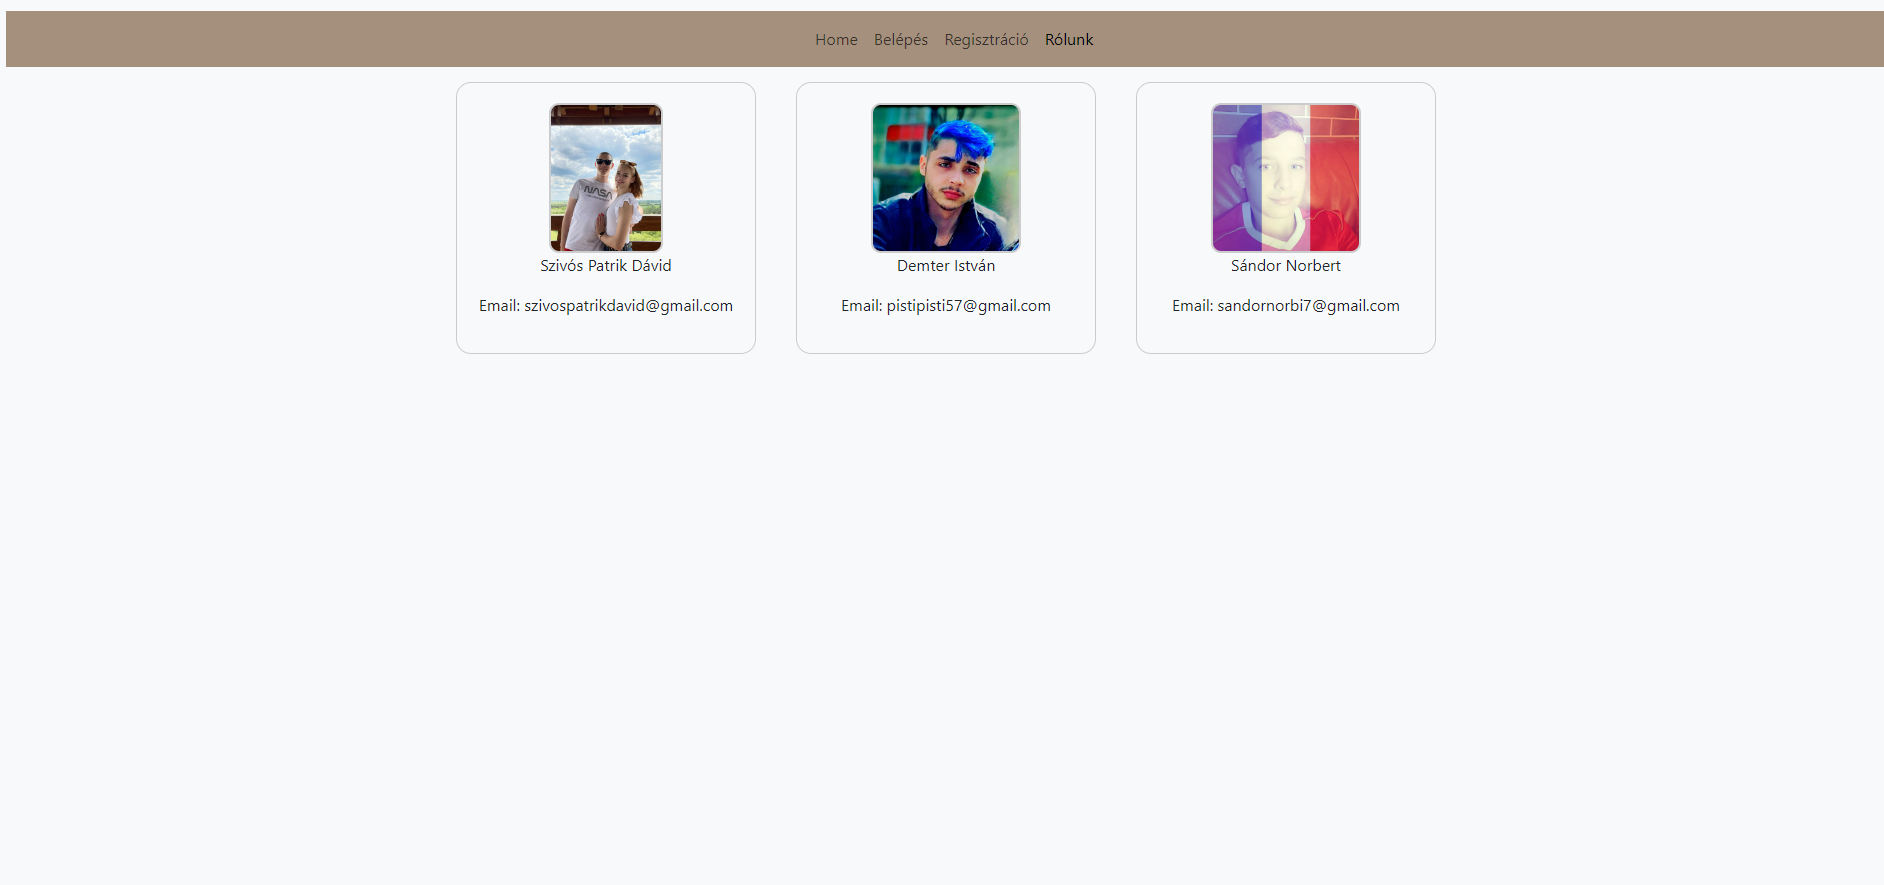 Home Belépés Regisztráció Rólunk
NASA
Szivós Patrik Dávid
Demter István
Sándor Norbert
Email: szivospatrikdavid@gmail.com
Email: pistipisti57@gmail.com
Email: sandornorbi7@gmail.com